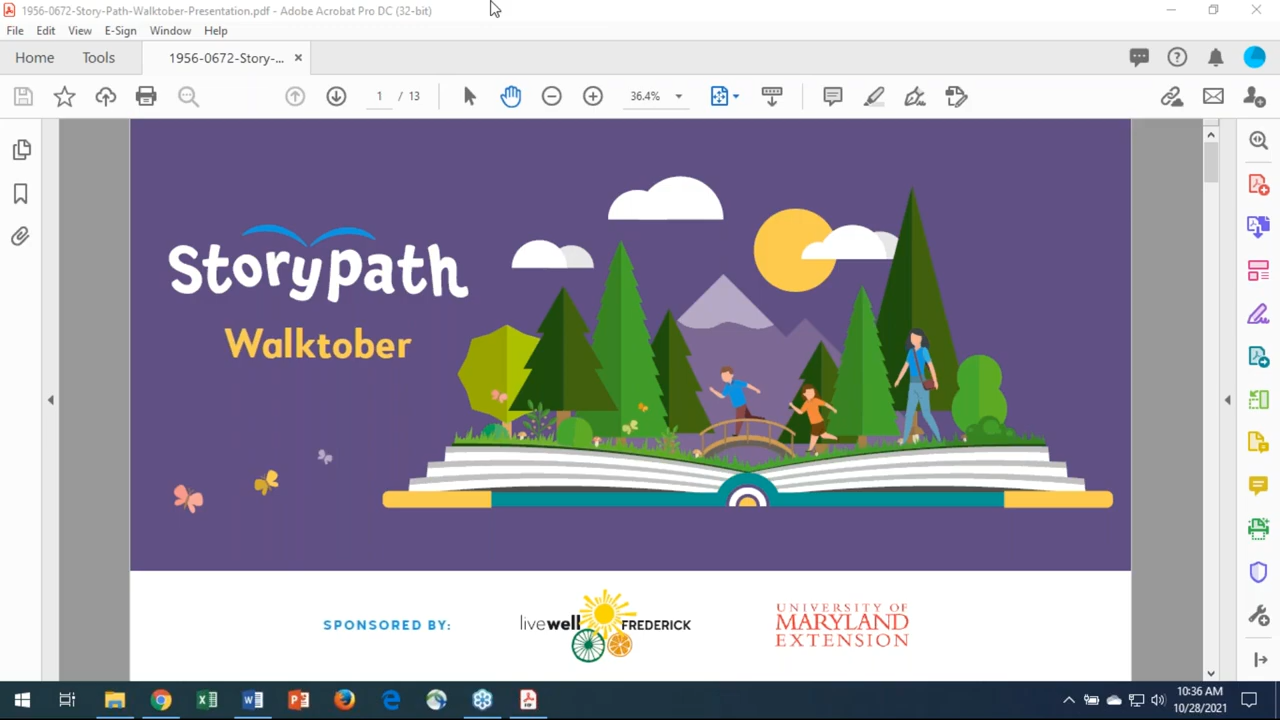 1956-0672-Story-Path-Walktober-Presentation.pdf - Adobe Acrobat Pro DC (32-bit)
File Edit View E-Sign Window Help
Home Tools 1956-0672-Story-... ×
1 / 13 36.4%
Storypath
Walktober
SPONSORED BY:
livewell FREDERICK
UNIVERSITY OF
MARYLAND
EXTENSION
10:36 AM
10/28/2021